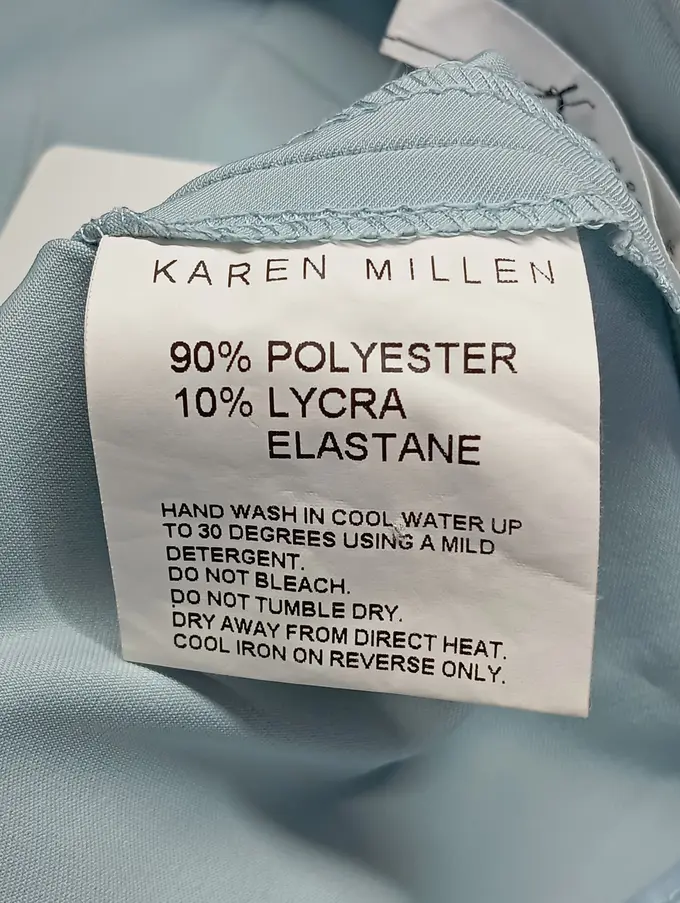 KAREN MILLEN
90% POLYESTER
10% LYCRA
ELASTANE
HAND WASH IN COOL WATER UP
TO 30 DEGREES USING A MILD
DETERGENT.
DO NOT BLEACH.
DO NOT TUMBLE DRY.
DRY AWAY FROM DIRECT HEAT.
COOL IRON ON REVERSE ONLY.